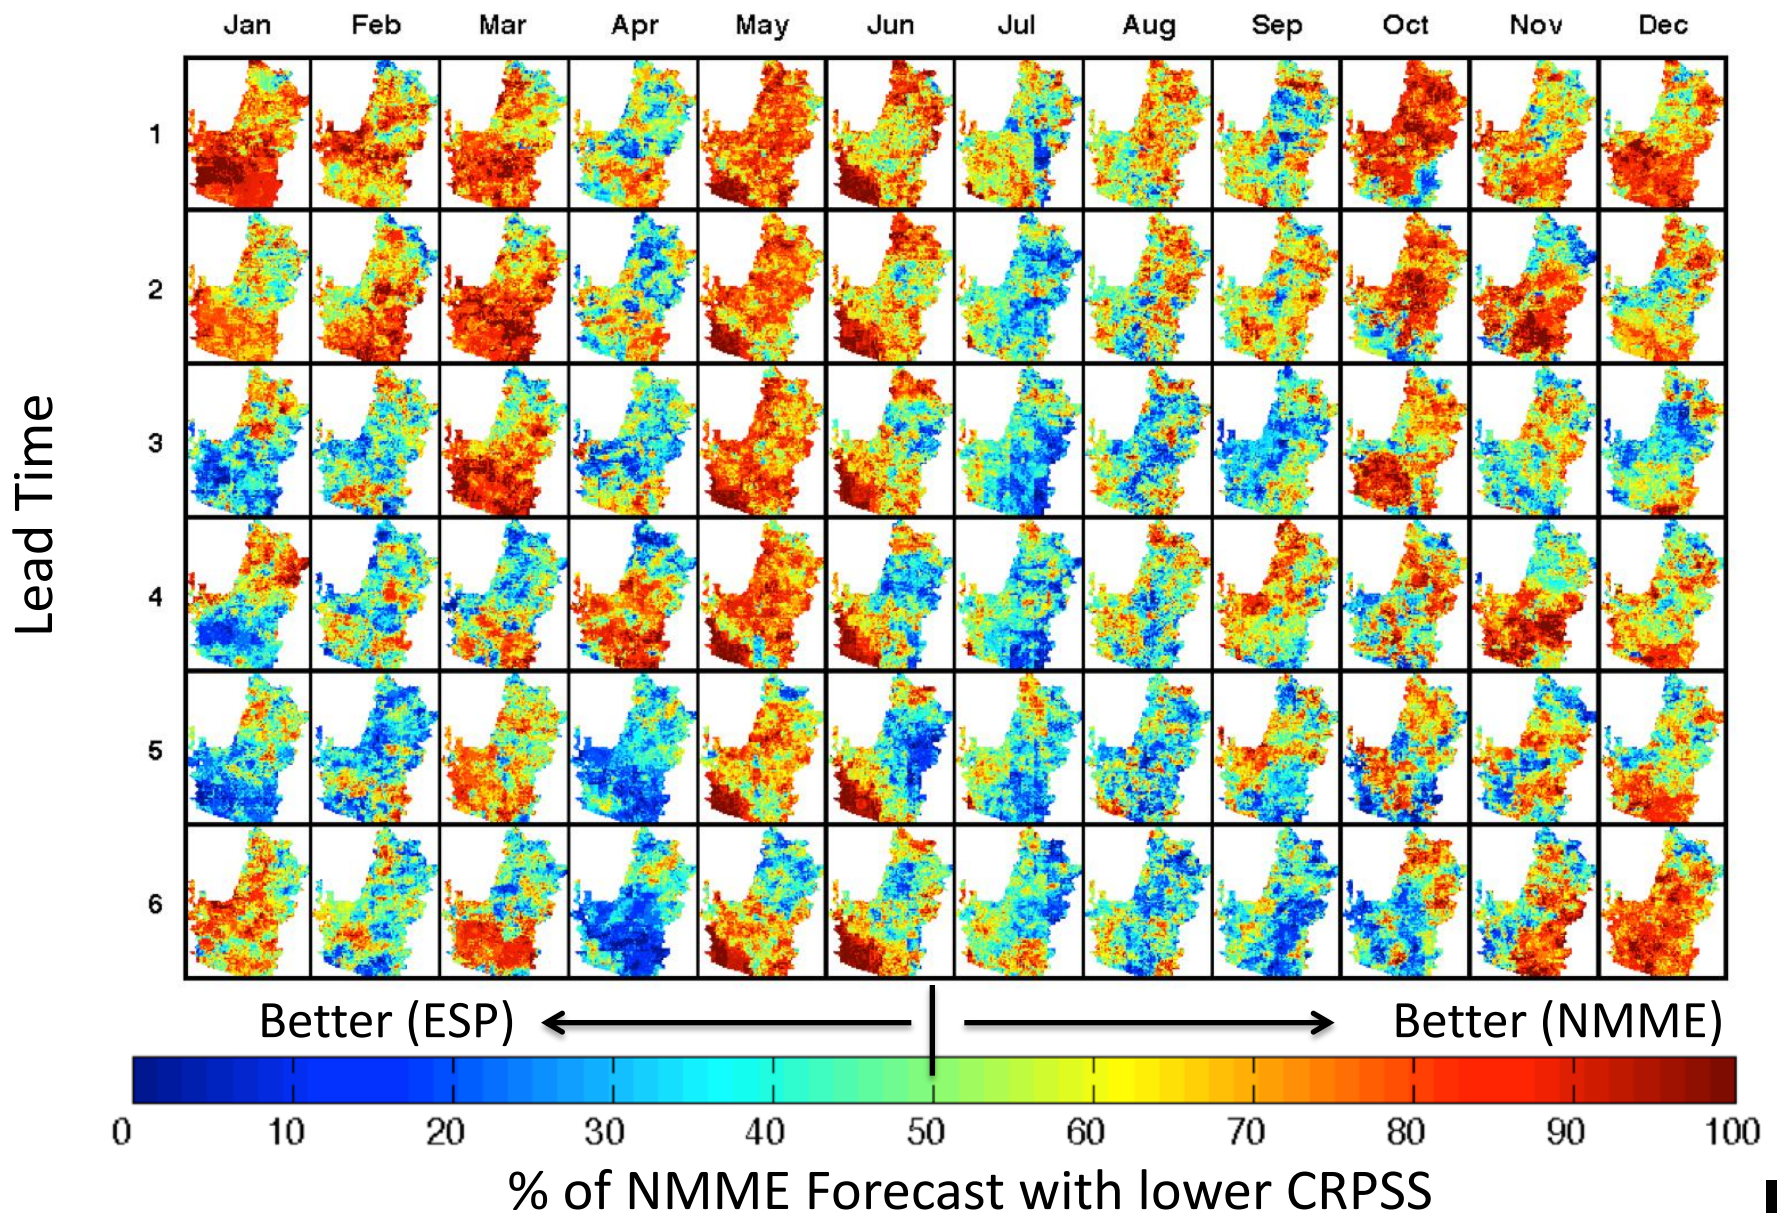 Jan Feb Mar Apr May Jun Jul Aug Sep Oct Nov Dec
Lead Time
1
2
3
4
5
6
Better (ESP) Better (NMME)
0 10 20 30 40 50 60 70 80 90 100
% of NMME Forecast with lower CRPSS